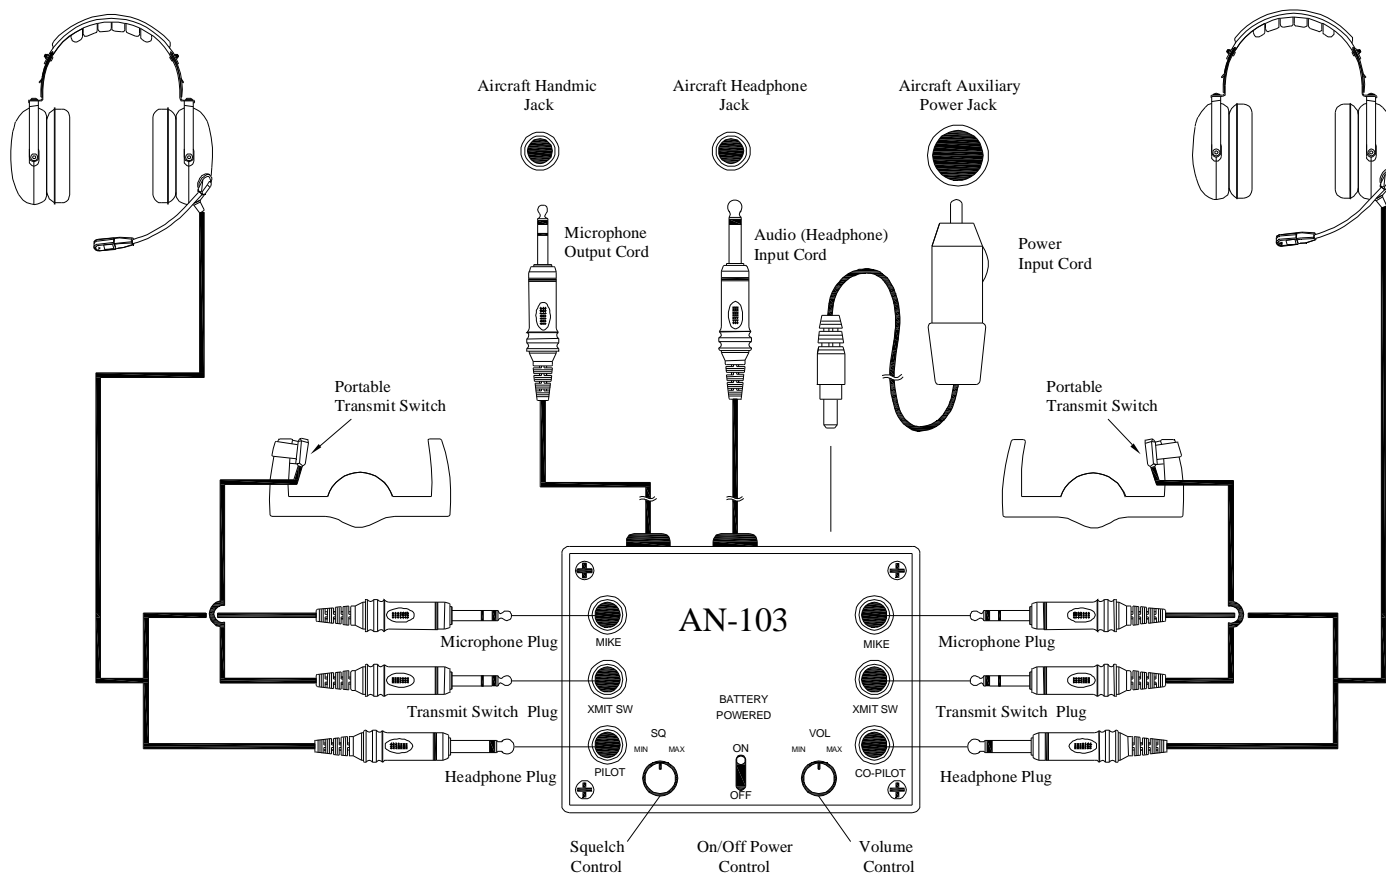 Aircraft Handmic
Jack
Aircraft Headphone
Jack
Aircraft Auxiliary
Power Jack
Microphone
Output Cord
Audio (Headphone)
Input Cord
Power
Input Cord
Portable
Transmit Switch
Portable
Transmit Switch
AN-103
MIKE
MIKE
Microphone Plug
Microphone Plug
XMIT SW
XMIT SW
Transmit Switch Plug
Transmit Switch Plug
BATTERY
POWERED
SQ
MIN MAX
ON
OFF
VOL
MIN MAX
PILOT
CO-PILOT
Headphone Plug
Headphone Plug
Squelch
Control
On/Off Power
Control
Volume
Control